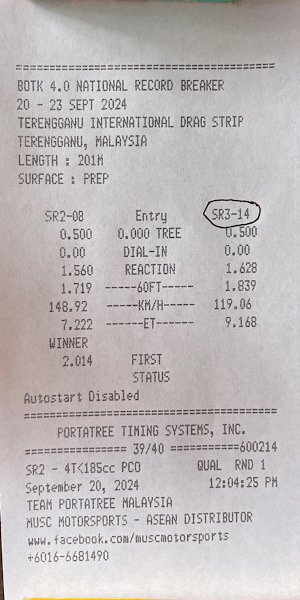 ================================
BOTK 4.0 NATIONAL RECORD BREAKER
20 - 23 SEPT 2024
TERENGGANU INTERNATIONAL DRAG STRIP
TERENGGANU, MALAYSIA
LENGTH : 201M
SURFACE : PREP
SR2-08 Entry SR3-14
0.500 0.000 TREE 0.500
0.00 DIAL-IN 0.00
1.560 REACTION 1.628
1.719 -----60FT----- 1.839
148.92 -----KM/H----- 119.06
7.222 ------ET------ 9.168
WINNER
2.014 FIRST
STATUS
Autostart Disabled
================================
PORTATREE TIMING SYSTEMS, INC.
================ 39/40 ===========600214
SR2 - 4T<185cc PCO QUAL RND 1
September 20, 2024 12:04:25 PM
TEAM PORTATREE MALAYSIA
MUSC MOTORSPORTS - ASEAN DISTRIBUTOR
www.facebook.com/muscmotorsports
+6016-6681490